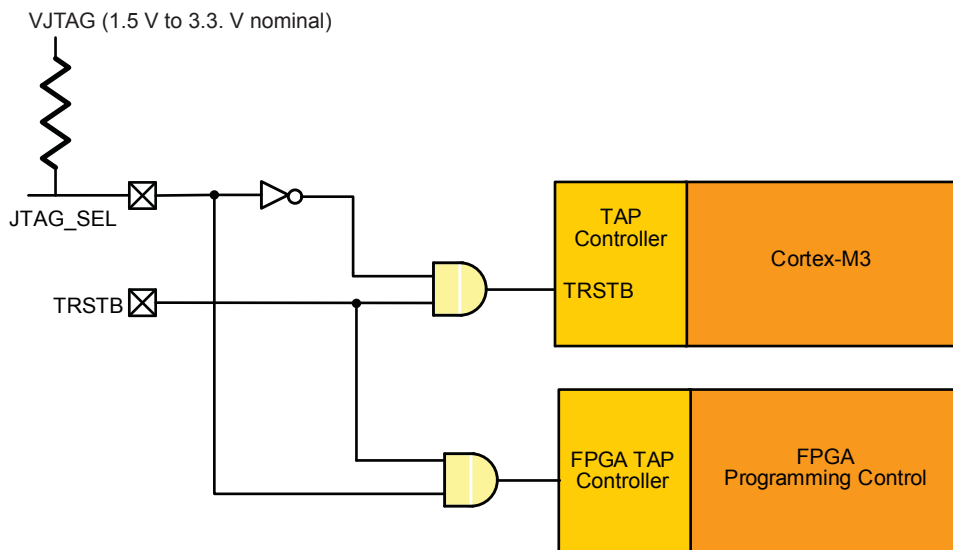 VJTAG (1.5 V to 3.3. V nominal)
JTAG_SEL
TRSTB
TAP
Controller
TRSTB
Cortex-M3
FPGA TAP
Controller
FPGA
Programming Control